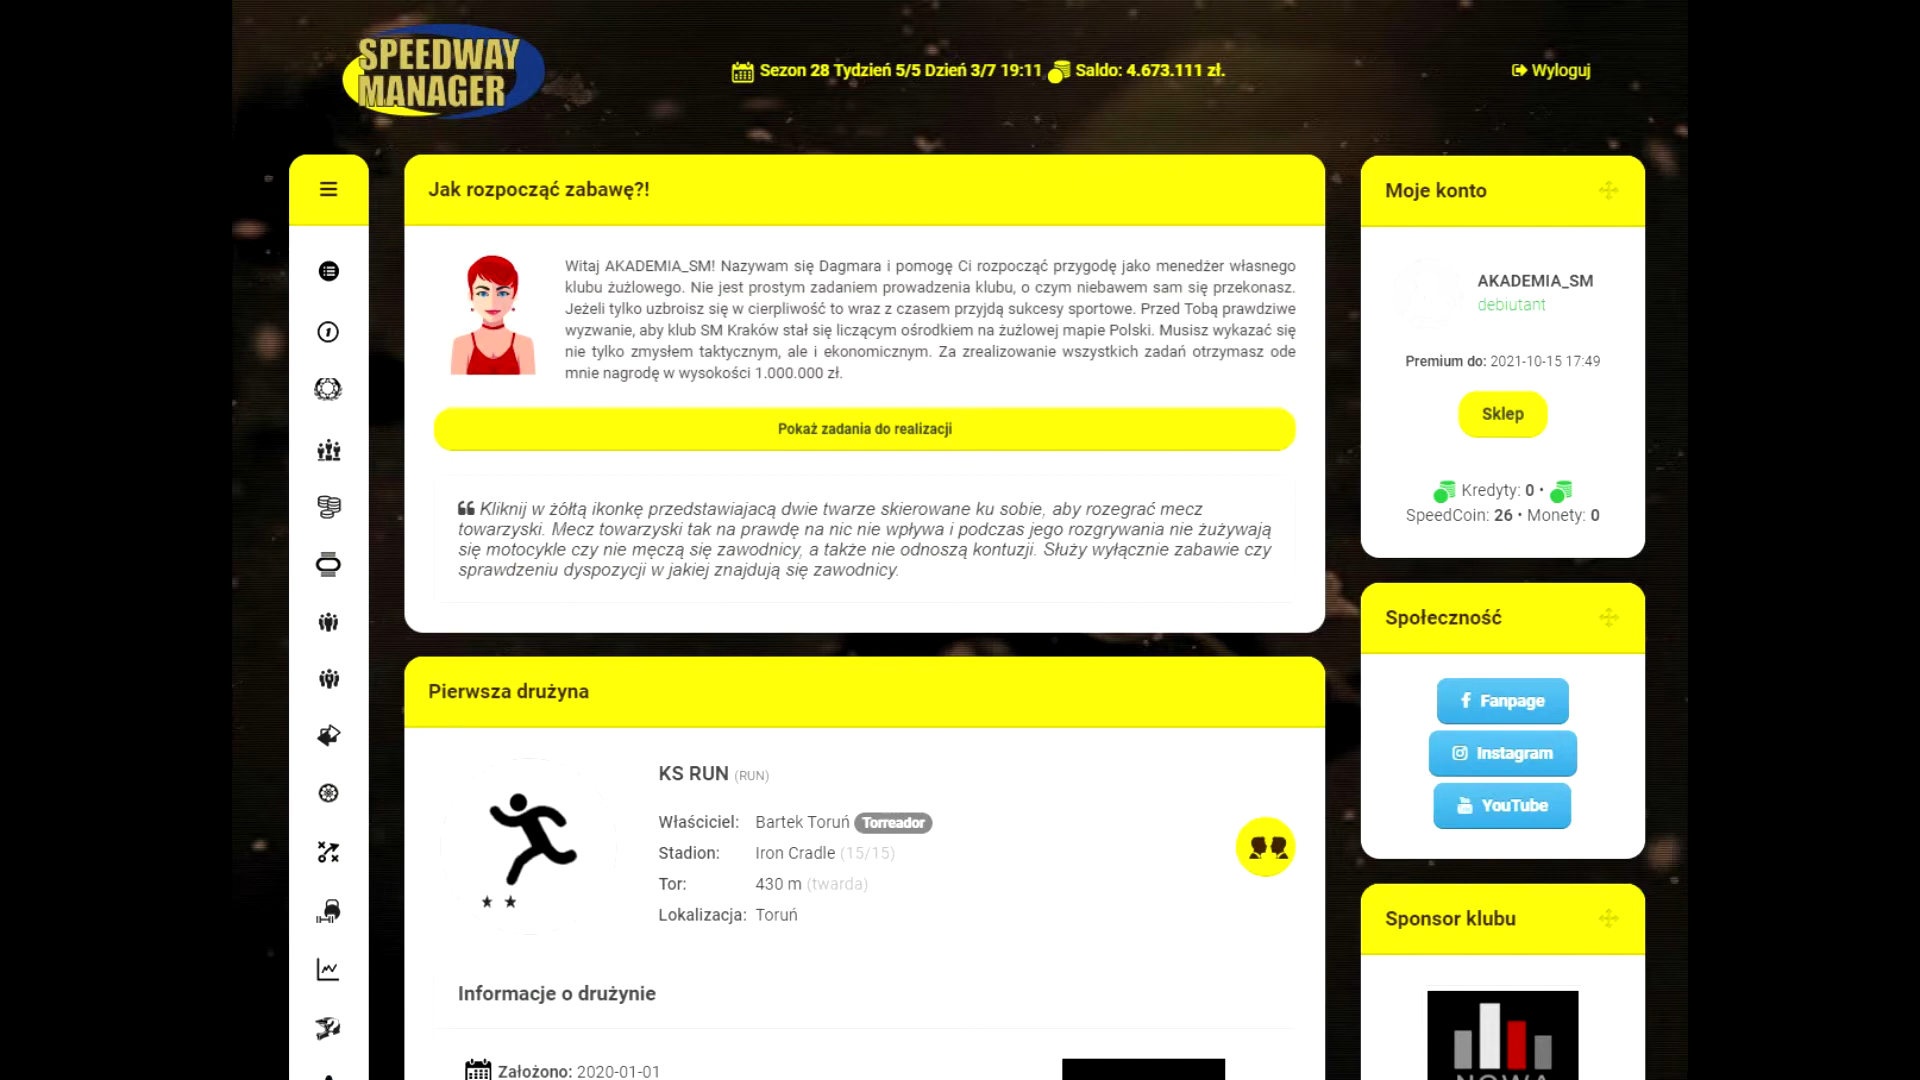 SPEEDWAY
MANAGER
Sezon 28 Tydzień 5/5 Dzień 3/7 19:11 Saldo: 4.673.111 zł.
Wyloguj
Jak rozpocząć zabawę?!
Witaj AKADEMIA_SM! Nazywam się Dagmara i pomogę Ci rozpocząć przygodę jako menedżer własnego
klubu żużlowego. Nie jest prostym zadaniem prowadzenia klubu, o czym niebawem sam się przekonasz.
Jeżeli tylko uzbroisz się w cierpliwość to wraz z czasem przyjdą sukcesy sportowe. Przed Tobą prawdziwe
wyzwanie, aby klub SM Kraków stał się liczącym ośrodkiem na żużlowej mapie Polski. Musisz wykazać się
nie tylko zmysłem taktycznym, ale i ekonomicznym. Za zrealizowanie wszystkich zadań otrzymasz ode
mnie nagrodę w wysokości 1.000.000 zł.
Pokaż zadania do realizacji
Kliknij w żółtą ikonkę przedstawiajacą dwie twarze skierowane ku sobie, aby rozegrać mecz
towarzyski. Mecz towarzyski tak na prawdę na nic nie wpływa i podczas jego rozgrywania nie zużywają
się motocykle czy nie męczą się zawodnicy, a także nie odnoszą kontuzji. Służy wyłącznie zabawie czy
sprawdzeniu dyspozycji w jakiej znajdują się zawodnicy.
Pierwsza drużyna
KS RUN (RUN)
Właściciel: Bartek Toruń Torreador
Stadion: Iron Cradle (15/15)
Tor: 430 m (twarda)
Lokalizacja: Toruń
Informacje o drużynie
Założono: 2020-01-01
Moje konto
AKADEMIA_SM
debiutant
Premium do: 2021-10-15 17:49
Sklep
Kredyty: 0 •
SpeedCoin: 26 • Monety: 0
Społeczność
Fanpage
Instagram
YouTube
Sponsor klubu
NOWA